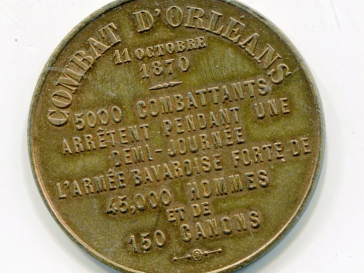 COMBAT D'ORLÉANS
11 OCTOBRE
1870
5000 COMBATTANTS
ARRÊTENT PENDANT UNE
DEMI-JOURNÉE
L'ARMÉE BAVAROISE FORTE DE
45,000 HOMMES
ET DE
150 CANONS